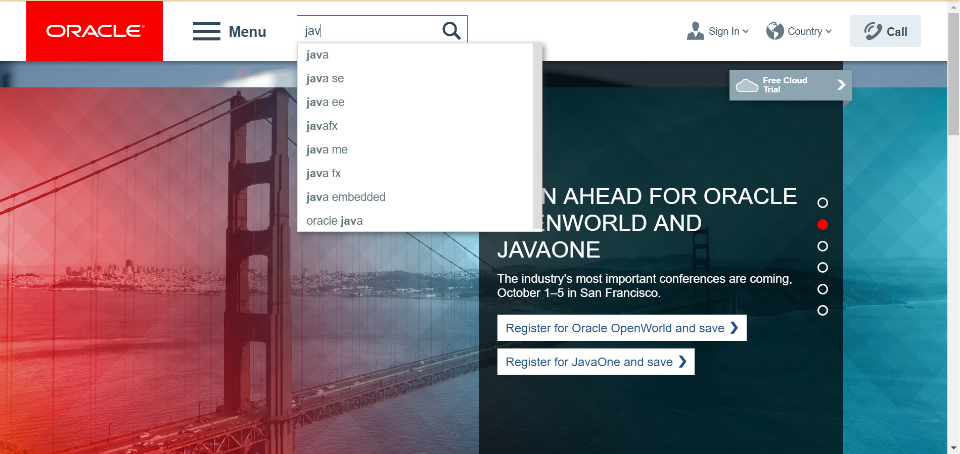 ORACLE®
Menu
jav
Sign In
Country
Call
java
java se
java ee
javafx
java me
java fx
java embedded
oracle java
Free Cloud
Trial
N AHEAD FOR ORACLE
ENWORLD AND
JAVAONE
The industry's most important conferences are coming,
October 1–5 in San Francisco.
Register for Oracle OpenWorld and save
Register for JavaOne and save